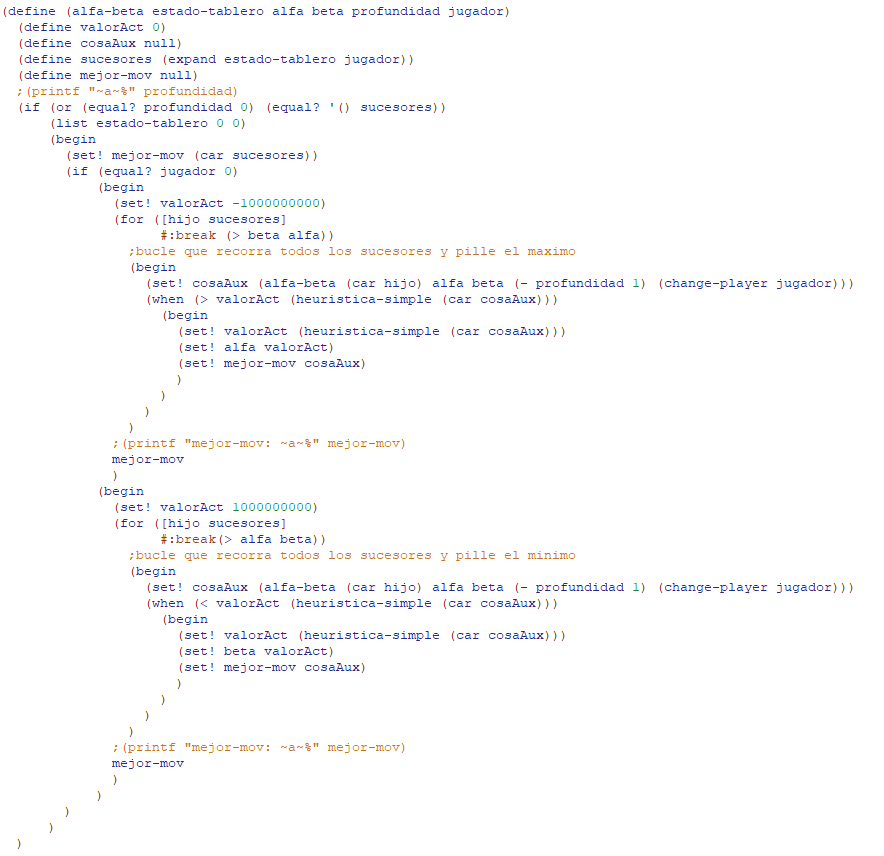 (define (alfa-beta estado-tablero alfa beta profundidad jugador)
  (define valorAct 0)
  (define cosaAux null)
  (define sucesores (expand estado-tablero jugador))
  (define mejor-mov null)
  ;(printf "~a~%" profundidad)
  (if (or (equal? profundidad 0) (equal? '() sucesores))
      (list estado-tablero 0 0)
      (begin
        (set! mejor-mov (car sucesores))
        (if (equal? jugador 0)
            (begin
              (set! valorAct -1000000000)
              (for ([hijo sucesores]
                    #:break (> beta alfa))
                ;bucle que recorra todos los sucesores y pille el maximo
                (begin
                  (set! cosaAux (alfa-beta (car hijo) alfa beta (- profundidad 1) (change-player jugador)))
                  (when (> valorAct (heuristica-simple (car cosaAux)))
                    (begin
                      (set! valorAct (heuristica-simple (car cosaAux)))
                      (set! alfa valorAct)
                      (set! mejor-mov cosaAux)
                      )
                    )
                  )
                )
              ;(printf "mejor-mov: ~a~%" mejor-mov)
              mejor-mov
              )
            (begin
              (set! valorAct 1000000000)
              (for ([hijo sucesores]
                    #:break(> alfa beta))
                ;bucle que recorra todos los sucesores y pille el minimo
                (begin
                  (set! cosaAux (alfa-beta (car hijo) alfa beta (- profundidad 1) (change-player jugador)))
                  (when (< valorAct (heuristica-simple (car cosaAux)))
                    (begin
                      (set! valorAct (heuristica-simple (car cosaAux)))
                      (set! beta valorAct)
                      (set! mejor-mov cosaAux)
                      )
                    )
                  )
                )
              ;(printf "mejor-mov: ~a~%" mejor-mov)
              mejor-mov
              )
            )
        )
      )
  )